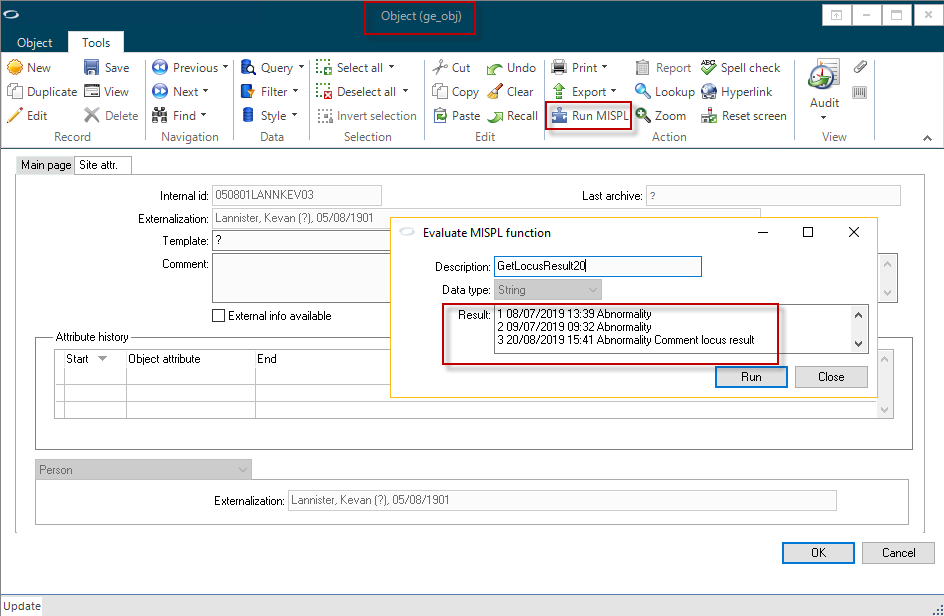 Object (ge_obj)
Object Tools
New Save Previous Query Select all Cut Undo Print Report Spell check
Duplicate View Next Filter Deselect all Copy Clear Export Lookup Hyperlink Audit
Edit Delete Find Style Invert selection Paste Recall Run MISPL Zoom Reset screen
Record Navigation Data Selection Edit Action View
Main page Site attr.
Internal id: 050801LANNKEV03 Last archive: ?
Externalization: Lannister, Kevan (?), 05/08/1901
Template: ?
Comment:
External info available
Evaluate MISPL function
Description: GetLocusResult20
Data type: String
Result: 1 08/07/2019 13:39 Abnormality
2 09/07/2019 09:32 Abnormality
3 20/08/2019 15:41 Abnormality Comment locus result
Run Close
Attribute history
Start Object attribute End
Person
Externalization: Lannister, Kevan (?), 05/08/1901
OK Cancel
Update